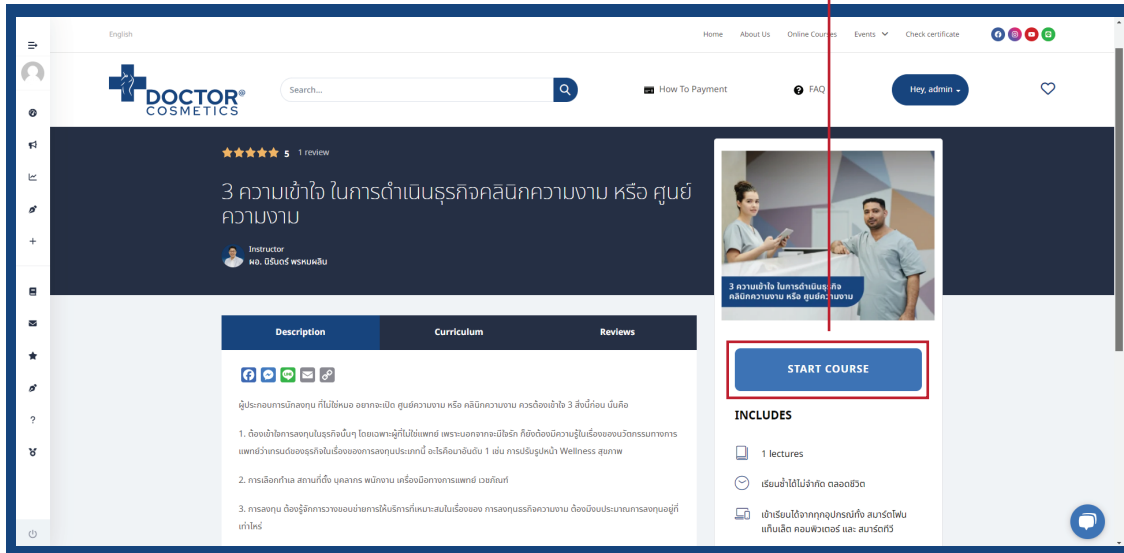 English
Home About Us Online Courses Events Check certificate
DOCTOR®
COSMETICS
Search...
How To Payment
FAQ
Hey, admin
5 1 review
3 ความเข้าใจ ในการดำเนินธุรกิจคลินิกความงาม หรือ ศูนย์
ความงาม
Instructor
ผอ. นิรันดร์ พรหมผลิน
3 ความเข้าใจ ในการดำเนินธุรกิจ
คลินิกความงาม หรือ ศูนย์ความงาม
Description Curriculum Reviews
START COURSE
ผู้ประกอบการนักลงทุน ที่ไม่ใช่หมอ อยากจะเปิด ศูนย์ความงาม หรือ คลินิกความงาม ควรต้องเข้าใจ 3 สิ่งนี้ก่อน นั่นคือ
1. ต้องเข้าใจการลงทุนในธุรกิจนั้นๆ โดยเฉพาะผู้ที่ไม่ใช่แพทย์ เพราะนอกจากจะมีใจรัก ก็ยังต้องมีความรู้ในเรื่องของนวัตกรรมทางการ
แพทย์ว่าเทรนด์ของธุรกิจในเรื่องของการลงทุนประเภทนี้ อะไรคือมาอันดับ 1 เช่น การปรับรูปหน้า Wellness สุขภาพ
2. การเลือกทำเล สถานที่ตั้ง บุคลากร พนักงาน เครื่องมือทางการแพทย์ เวชภัณฑ์
3. การลงทุน ต้องรู้จักการวางขอบข่ายการให้บริการที่เหมาะสมในเรื่องของ การลงทุนธุรกิจความงาม ต้องมีงบประมาณการลงทุนอยู่ที่
เท่าไหร่
INCLUDES
1 lectures
เรียนซ้ำได้ไม่จำกัด ตลอดชีวิต
เข้าเรียนได้จากทุกอุปกรณ์ทั้ง สมาร์ตโฟน
แท็บเล็ต คอมพิวเตอร์ และ สมาร์ตทีวี